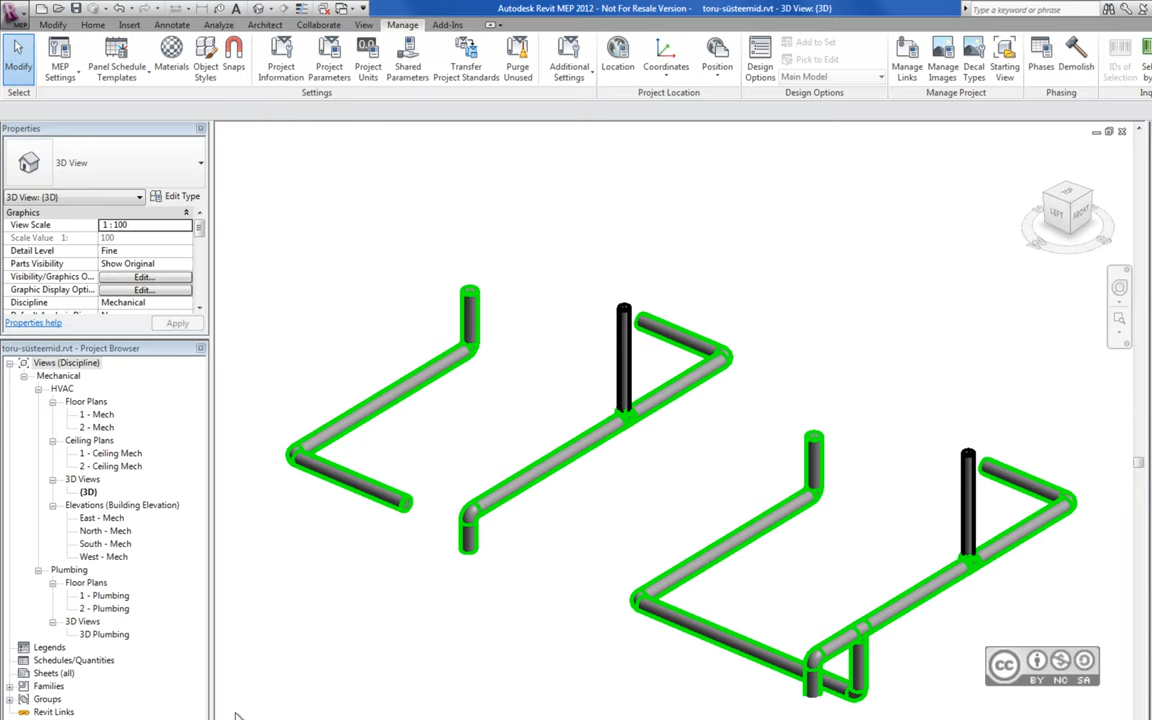 Autodesk Revit MEP 2012 - Not For Resale Version - toru-süsteemid.rvt - 3D View: {3D}
Type a keyword or phrase
Modify Home Insert Annotate Analyze Architect Collaborate View Manage Add-Ins
Modify
MEP Settings
Panel Schedule Templates
Materials
Object Styles
Snaps
Project Information
Project Parameters
Project Units
Shared Parameters
Transfer Project Standards
Purge Unused
Additional Settings
Location
Coordinates
Position
Design Options
Add to Set
Pick to Edit
Main Model
Manage Links
Manage Images
Decal Types
Starting View
Phases
Demolish
IDs of Selection
Select Settings Project Location Design Options Manage Project Phasing
Properties
3D View
3D View: {3D} Edit Type
Graphics
View Scale 1 : 100
Scale Value 1: 100
Detail Level Fine
Parts Visibility Show Original
Visibility/Graphics O... Edit...
Graphic Display Opti... Edit...
Discipline Mechanical
Properties help Apply
toru-süsteemid.rvt - Project Browser
Views (Discipline)
Mechanical
HVAC
Floor Plans
1 - Mech
2 - Mech
Ceiling Plans
1 - Ceiling Mech
2 - Ceiling Mech
3D Views
{3D}
Elevations (Building Elevation)
East - Mech
North - Mech
South - Mech
West - Mech
Plumbing
Floor Plans
1 - Plumbing
2 - Plumbing
3D Views
3D Plumbing
Legends
Schedules/Quantities
Sheets (all)
Families
Groups
Revit Links
TOP
LEFT
FRONT
cc
BY NC SA